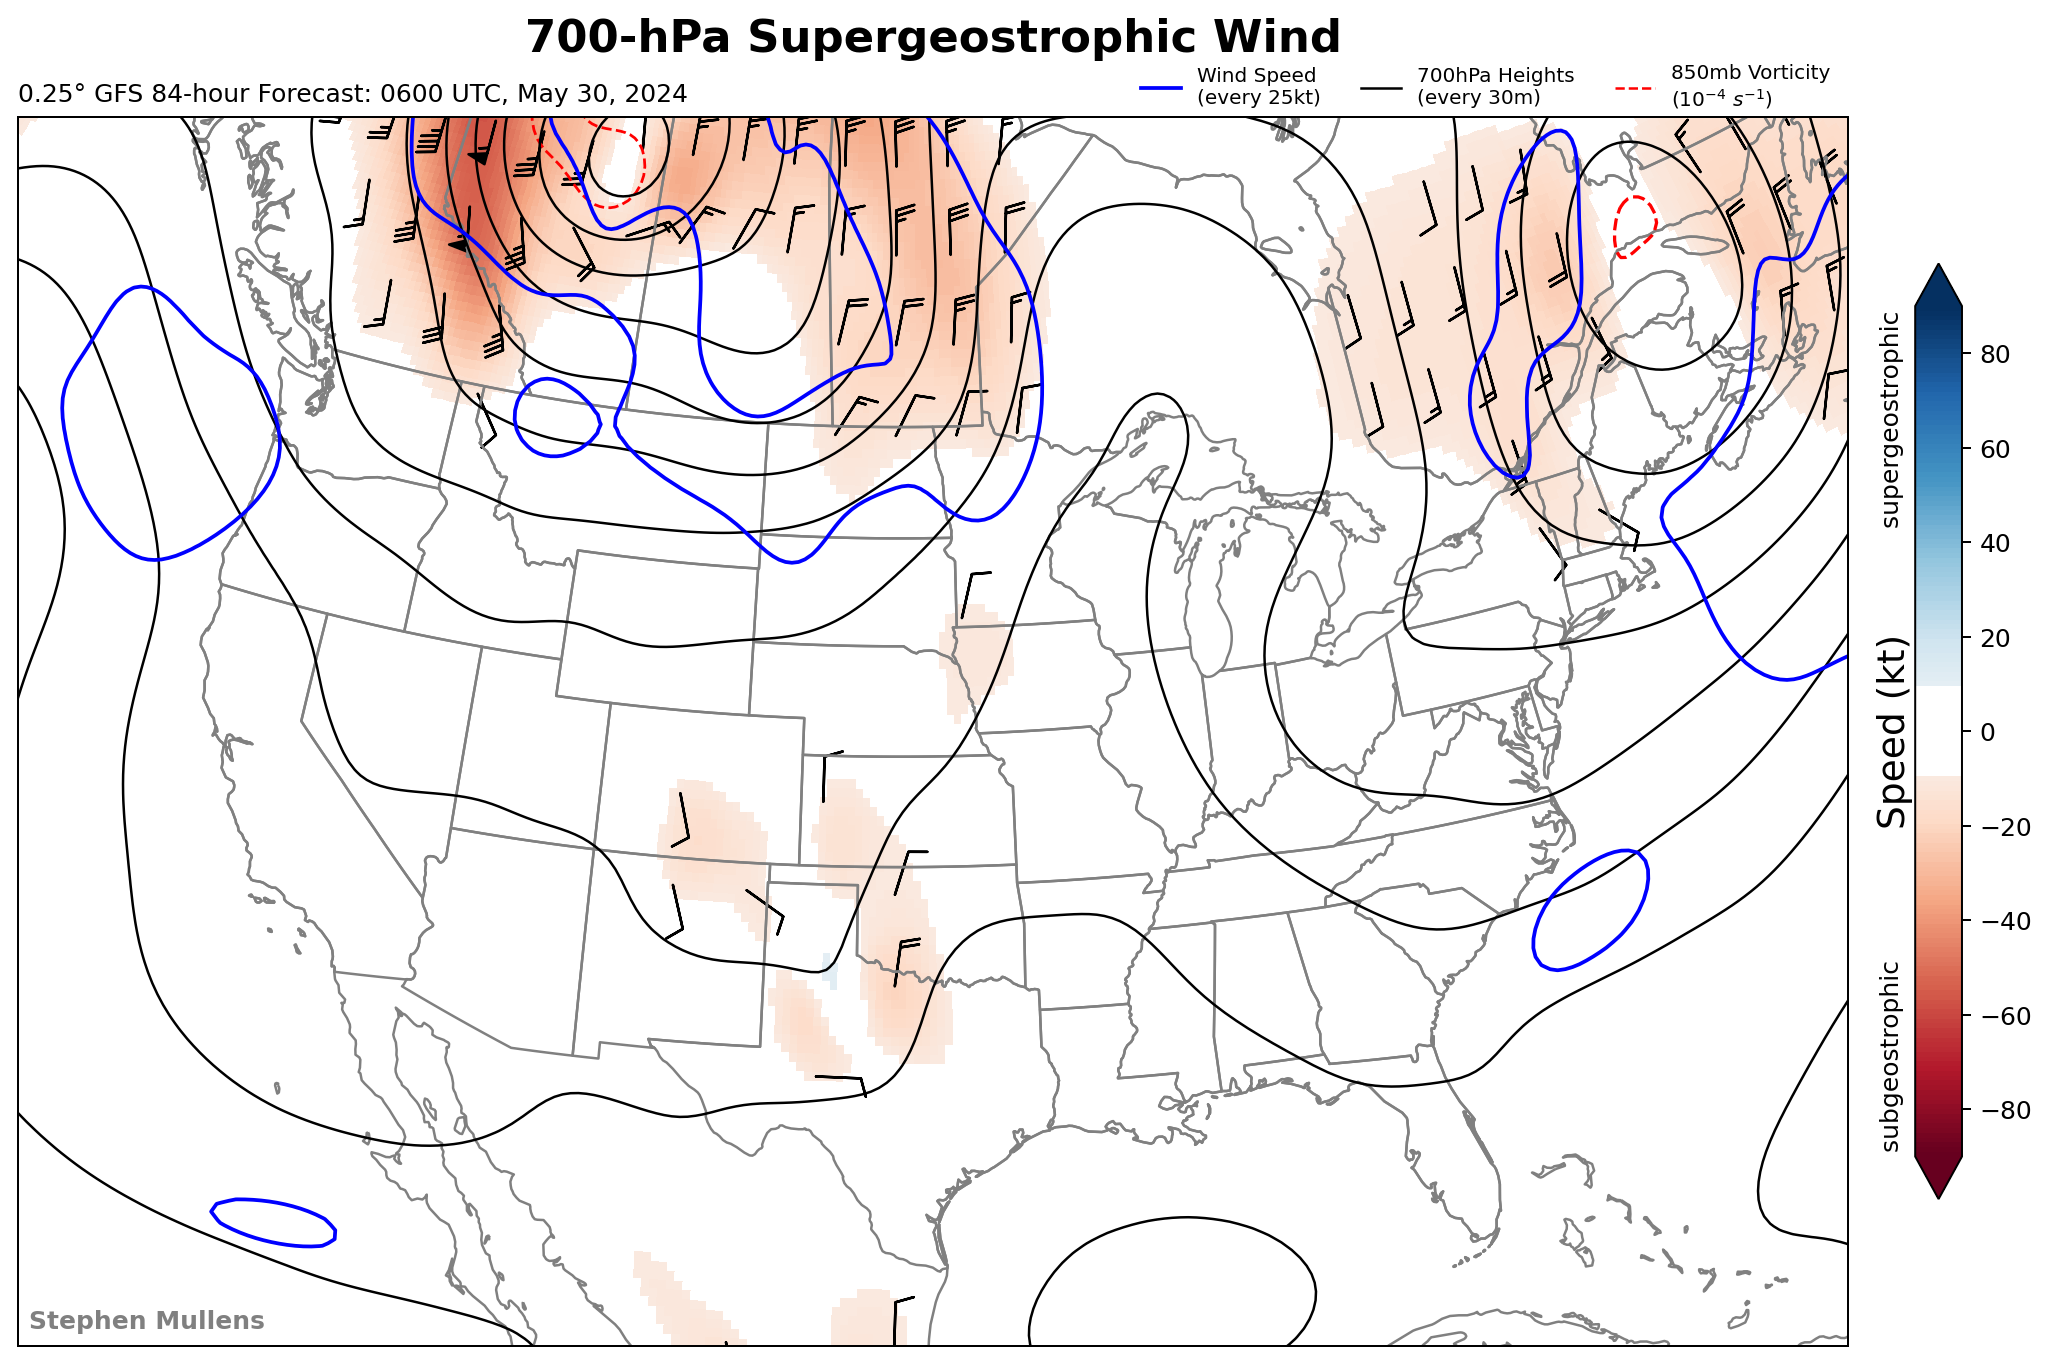 700-hPa Supergeostrophic Wind
0.25° GFS 84-hour Forecast: 0600 UTC, May 30, 2024
Wind Speed
(every 25kt)
700hPa Heights
(every 30m)
850mb Vorticity
(10⁻⁴ s⁻¹)
supergeostrophic
Speed (kt)
subgeostrophic
80
60
40
20
0
−20
−40
−60
−80
Stephen Mullens